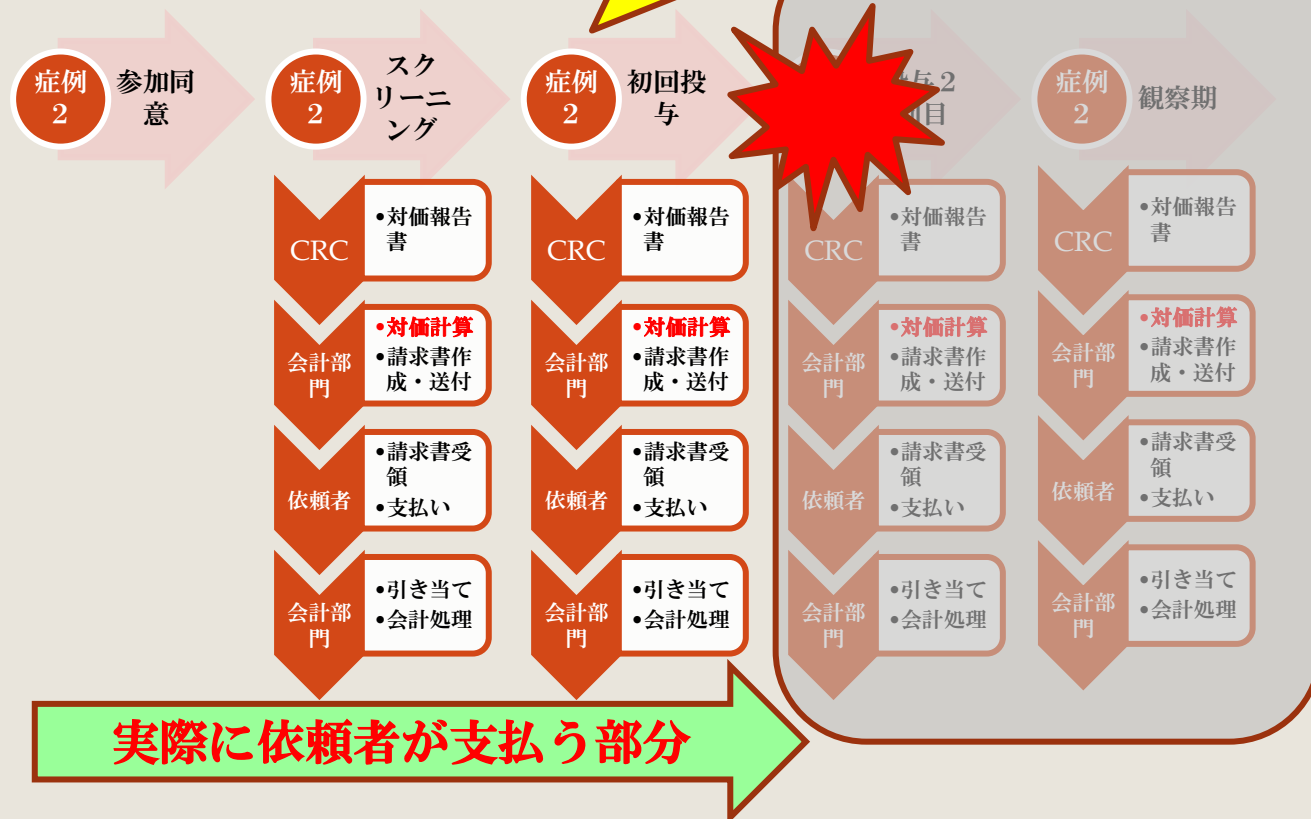 症例
2
参加同
意
症例
2
スク
リーニ
ング
症例
2
初回投
与
与2
目
症例
2
観察期
CRC
•対価報告
書
会計部
門
•対価計算
•請求書作
成・送付
依頼者
•請求書受
領
•支払い
会計部
門
•引き当て
•会計処理
CRC
•対価報告
書
会計部
門
•対価計算
•請求書作
成・送付
依頼者
•請求書受
領
•支払い
会計部
門
•引き当て
•会計処理
CRC
•対価報告
書
会計部
門
•対価計算
•請求書作
成・送付
依頼者
•請求書受
領
•支払い
会計部
門
•引き当て
•会計処理
CRC
•対価報告
書
会計部
門
•対価計算
•請求書作
成・送付
依頼者
•請求書受
領
•支払い
会計部
門
•引き当て
•会計処理
実際に依頼者が支払う部分